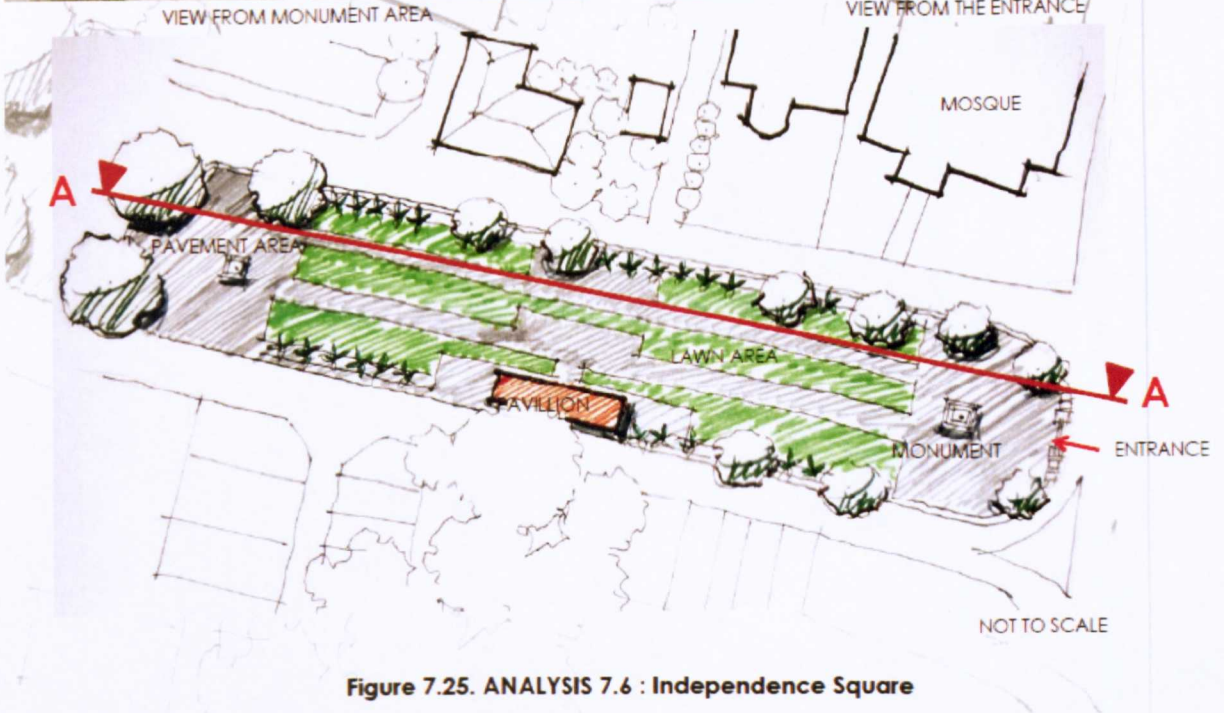 VIEW FROM MONUMENT AREA
VIEW FROM THE ENTRANCE
MOSQUE
A
PAVEMENT AREA
LAWN AREA
A
PAVILLION
MONUMENT
ENTRANCE
NOT TO SCALE
Figure 7.25. ANALYSIS 7.6 : Independence Square